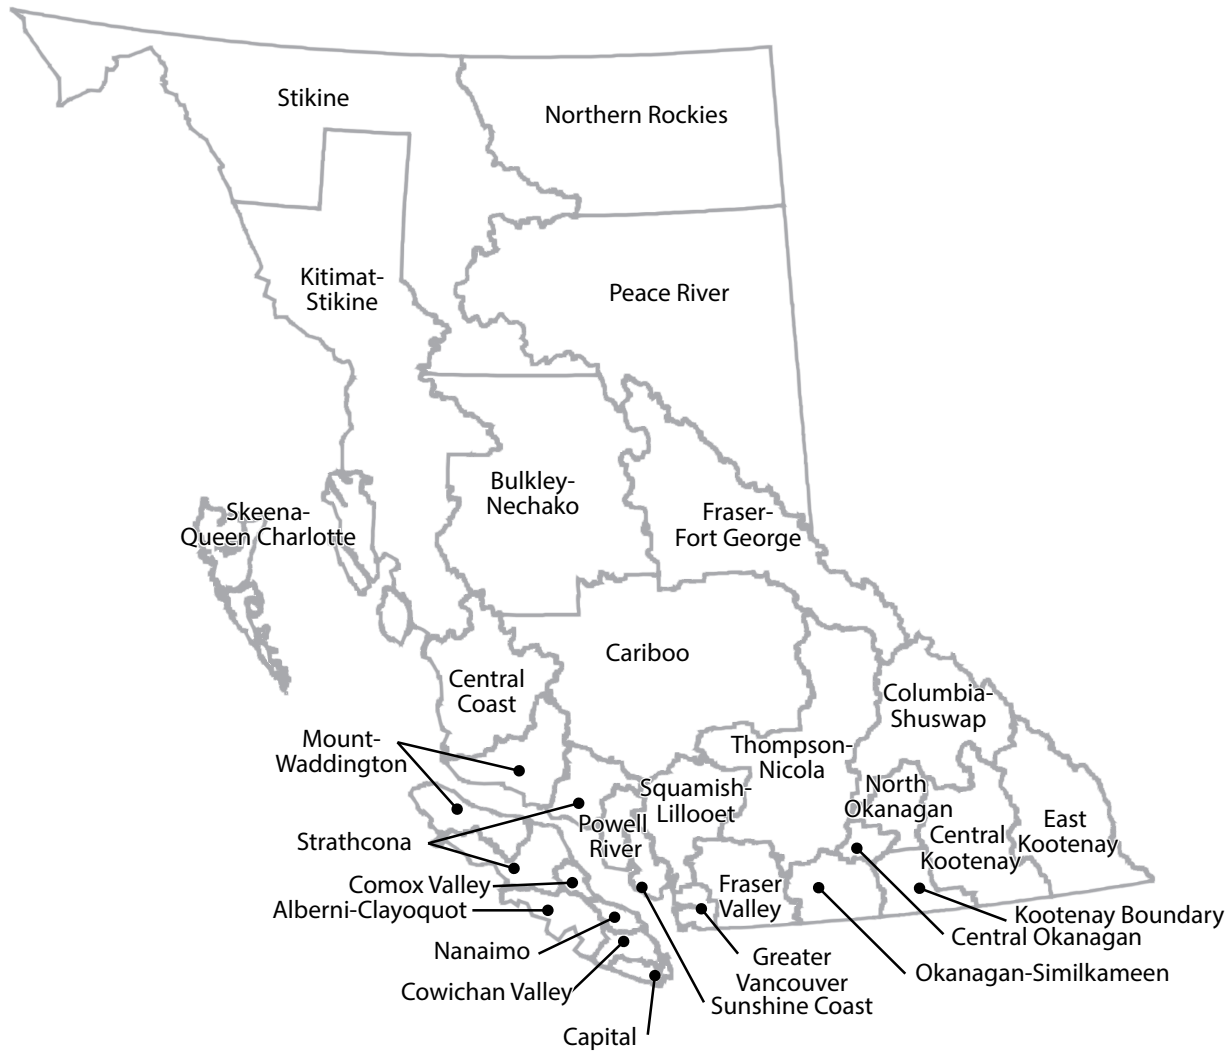 Stikine
Northern Rockies
Kitimat-
Stikine
Peace River
Bulkley-
Nechako
Skeena-
Queen Charlotte
Fraser-
Fort George
Cariboo
Central
Coast
Columbia-
Shuswap
Mount-
Waddington
Thompson-
Nicola
Squamish-
Lillooet
North
Okanagan
Strathcona
Powell
River
Central
Kootenay
East
Kootenay
Comox Valley
Fraser
Valley
Alberni-Clayoquot
Kootenay Boundary
Central Okanagan
Nanaimo
Greater
Vancouver
Okanagan-Similkameen
Cowichan Valley
Sunshine Coast
Capital